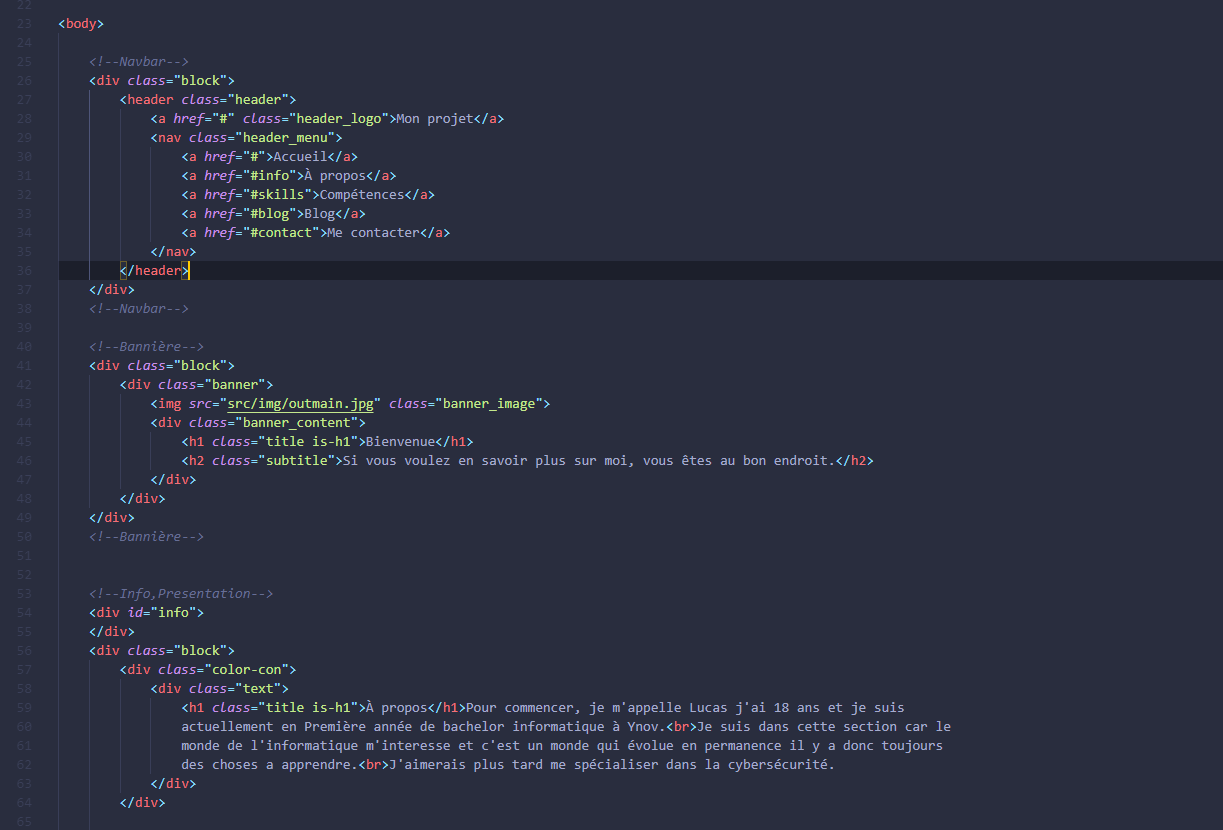 22
23 <body>
24
25 <!--Navbar-->
26 <div class="block">
27 <header class="header">
28 <a href="#" class="header_logo">Mon projet</a>
29 <nav class="header_menu">
30 <a href="#">Accueil</a>
31 <a href="#info">À propos</a>
32 <a href="#skills">Compétences</a>
33 <a href="#blog">Blog</a>
34 <a href="#contact">Me contacter</a>
35 </nav>
36 </header>
37 </div>
38 <!--Navbar-->
39
40 <!--Bannière-->
41 <div class="block">
42 <div class="banner">
43 <img src="src/img/outmain.jpg" class="banner_image">
44 <div class="banner_content">
45 <h1 class="title is-h1">Bienvenue</h1>
46 <h2 class="subtitle">Si vous voulez en savoir plus sur moi, vous êtes au bon endroit.</h2>
47 </div>
48 </div>
49 </div>
50 <!--Bannière-->
51
52
53 <!--Info,Presentation-->
54 <div id="info">
55 </div>
56 <div class="block">
57 <div class="color-con">
58 <div class="text">
59 <h1 class="title is-h1">À propos</h1>Pour commencer, je m'appelle Lucas j'ai 18 ans et je suis
60 actuellement en Première année de bachelor informatique à Ynov.<br>Je suis dans cette section car le
61 monde de l'informatique m'interesse et c'est un monde qui évolue en permanence il y a donc toujours
62 des choses a apprendre.<br>J'aimerais plus tard me spécialiser dans la cybersécurité.
63 </div>
64 </div>
65